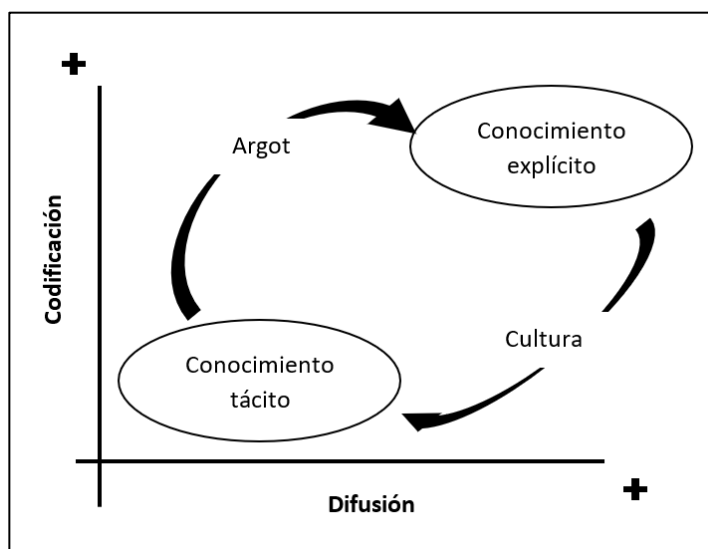 +
Argot
Conocimiento
explícito
Codificación
Cultura
Conocimiento
tácito
Difusión
+